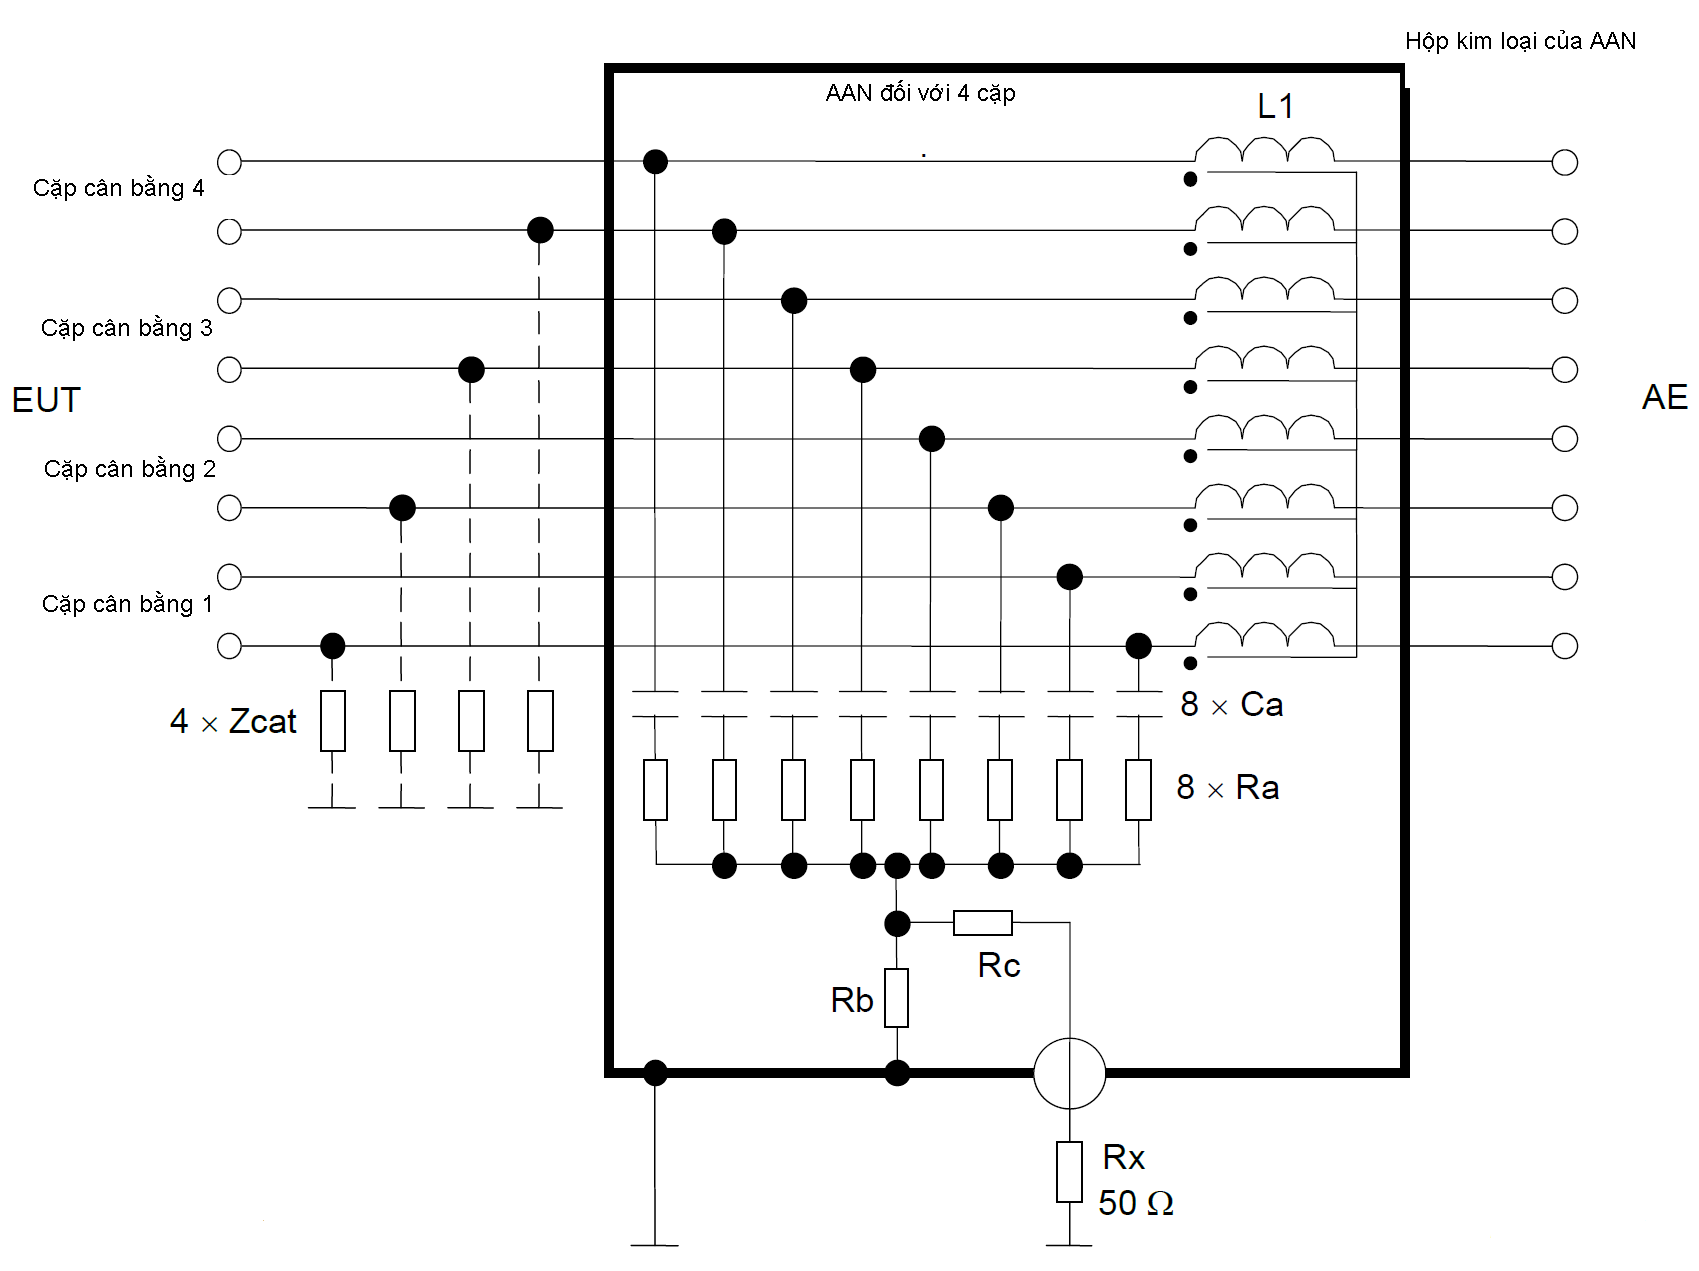 Hộp kim loại của AAN
AAN đối với 4 cặp
L1
Cặp cân bằng 4
Cặp cân bằng 3
EUT
AE
Cặp cân bằng 2
Cặp cân bằng 1
4 × Zcat
8 × Ca
8 × Ra
Rc
Rb
Rx
50 Ω